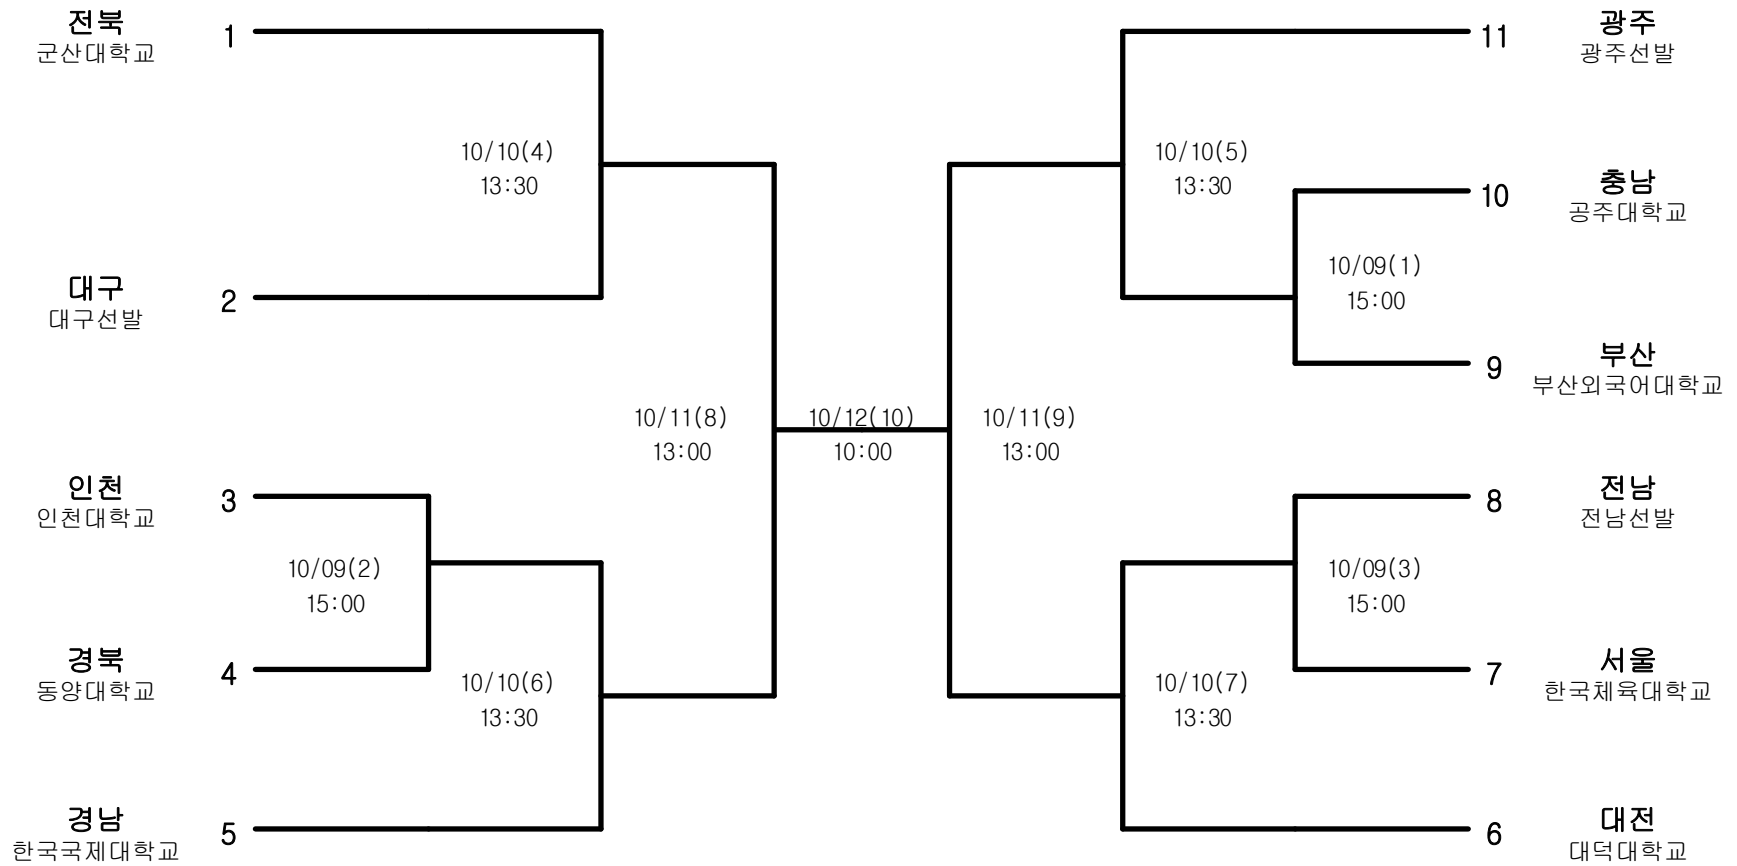 전북
군산대학교
1
10/10(4)
13:30
대구
대구선발
2
10/11(8)
13:00
인천
인천대학교
3
10/09(2)
15:00
경북
동양대학교
4
10/10(6)
13:30
경남
한국국제대학교
5
10/12(10)
10:00
11
광주
광주선발
10/10(5)
13:30
10
충남
공주대학교
10/09(1)
15:00
9
부산
부산외국어대학교
10/11(9)
13:00
8
전남
전남선발
10/09(3)
15:00
7
서울
한국체육대학교
10/10(7)
13:30
6
대전
대덕대학교